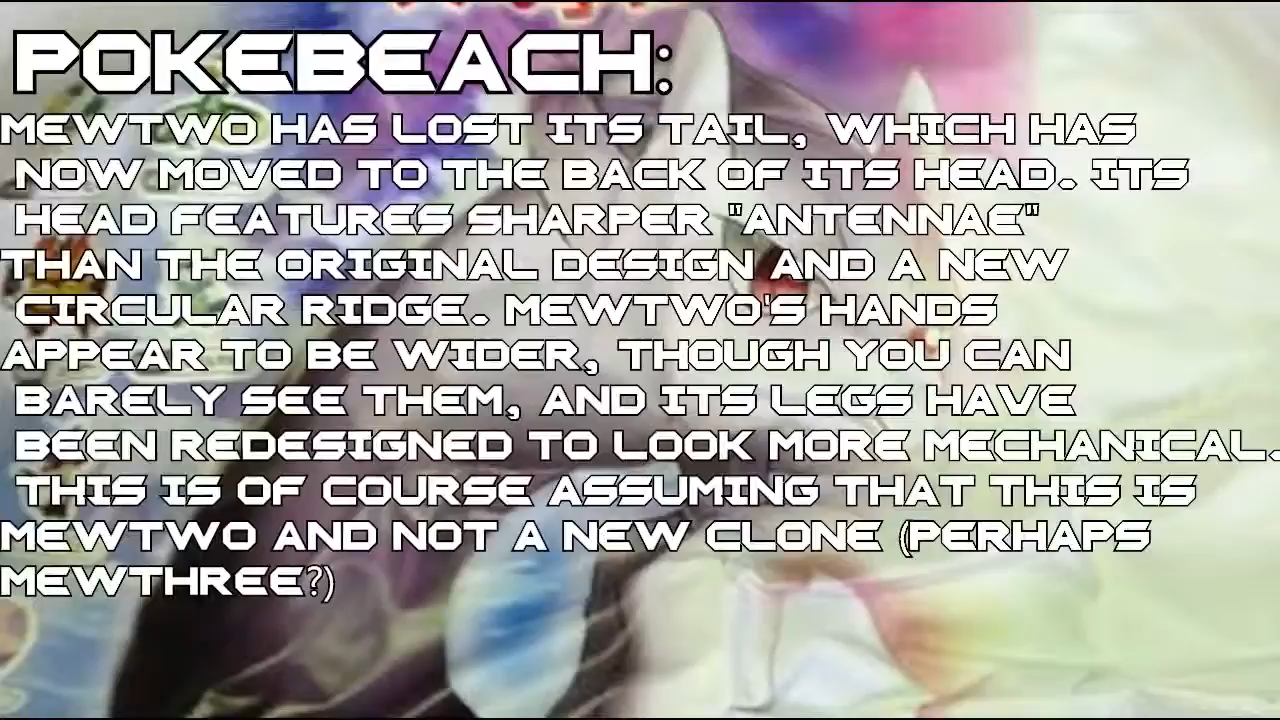 POKEBEACH:
MEWTWO HAS LOST ITS TAIL, WHICH HAS
NOW MOVED TO THE BACK OF ITS HEAD. ITS
HEAD FEATURES SHARPER "ANTENNAE"
THAN THE ORIGINAL DESIGN AND A NEW
CIRCULAR RIDGE. MEWTWO'S HANDS
APPEAR TO BE WIDER, THOUGH YOU CAN
BARELY SEE THEM, AND ITS LEGS HAVE
BEEN REDESIGNED TO LOOK MORE MECHANICAL.
THIS IS OF COURSE ASSUMING THAT THIS IS
MEWTWO AND NOT A NEW CLONE (PERHAPS
MEWTHREE?)